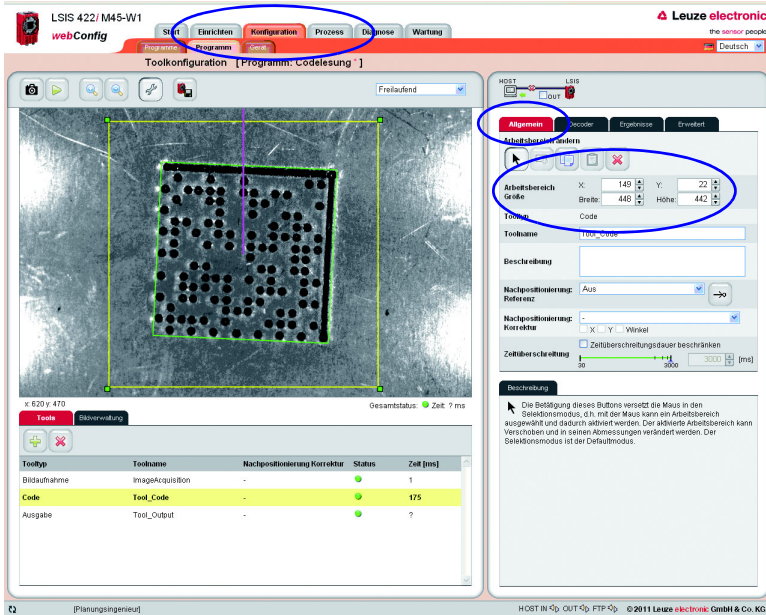 LSIS 422/ M45-W1
webConfig
Start Einrichten Konfiguration Prozess Diagnose Wartung
Leuze electronic
the sensor people
Programme Programm Gerät
Deutsch
Toolkonfiguration [ Programm: Codelesung * ]
Freilaufend
HOST LSIS
OUT
Allgemein Decoder Ergebnisse Erweitert
Arbeitsbereich ändern
Arbeitsbereich Größe
X: 149 Y: 22
Breite: 448 Höhe: 442
Tooltyp Code
Toolname Tool_Code
Beschreibung
Nachpositionierung: Referenz
Aus
Nachpositionierung: Korrektur
-
X Y Winkel
Zeitüberschreitung
Zeitüberschreitungsdauer beschränken
30 3000 3000 [ms]
x: 620 y: 470
Gesamtstatus: Zeit: ? ms
Tools Bildverwaltung
Tooltyp Toolname Nachpositionierung Korrektur Status Zeit [ms]
Bildaufnahme ImageAcquisition - 1
Code Tool_Code - 175
Ausgabe Tool_Output - ?
Beschreibung
Die Betätigung dieses Buttons versetzt die Maus in den
Selektionsmodus, d.h. mit der Maus kann ein Arbeitsbereich
ausgewählt und dadurch aktiviert werden. Der aktivierte Arbeitsbereich kann
Verschoben und in seinen Abmessungen verändert werden. Der
Selektionsmodus ist der Defaultmodus.
[Planungsingenieur]
HOST IN OUT FTP © 2011 Leuze electronic GmbH & Co. KG